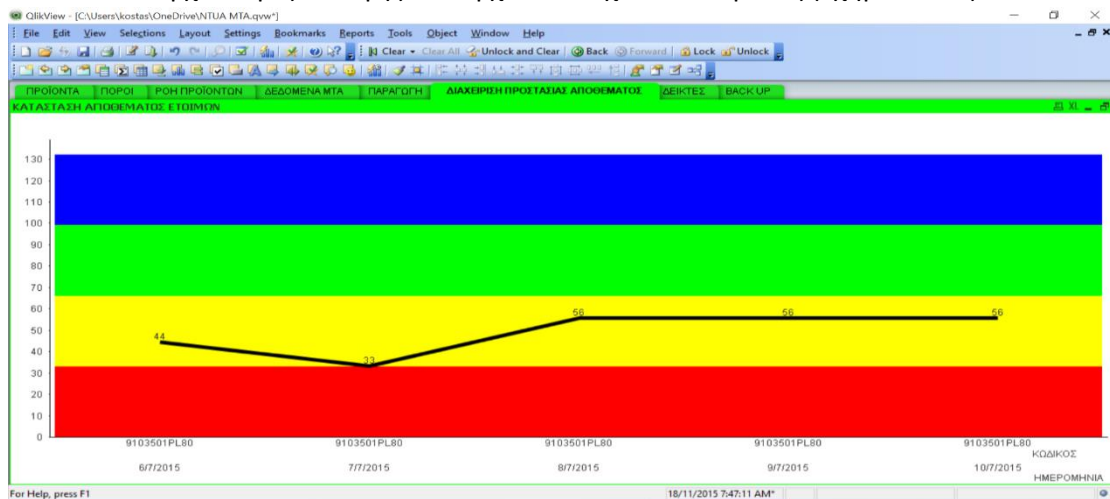 QlikView - [C:\Users\kostas\OneDrive\NTUA MTA.qvw*]
File Edit View Selections Layout Settings Bookmarks Reports Tools Object Window Help
Clear Clear All Unlock and Clear Back Forward Lock Unlock
ΠΡΟΪΟΝΤΑ ΠΟΡΟΙ ΡΟΗ ΠΡΟΪΟΝΤΩΝ ΔΕΔΟΜΕΝΑ ΜΤΑ ΠΑΡΑΓΩΓΗ ΔΙΑΧΕΙΡΙΣΗ ΠΡΟΣΤΑΣΙΑΣ ΑΠΟΘΕΜΑΤΟΣ ΔΕΙΚΤΕΣ BACK UP
ΚΑΤΑΣΤΑΣΗ ΑΠΟΘΕΜΑΤΟΣ ΕΤΟΙΜΩΝ XL
130
120
110
100
90
80
70
60
50
40
30
20
10
0
44 33 56 56 56
9103501PL80 9103501PL80 9103501PL80 9103501PL80 9103501PL80
ΚΩΔΙΚΟΣ
6/7/2015 7/7/2015 8/7/2015 9/7/2015 10/7/2015
ΗΜΕΡΟΜΗΝΙΑ
For Help, press F1 18/11/2015 7:47:11 AM*